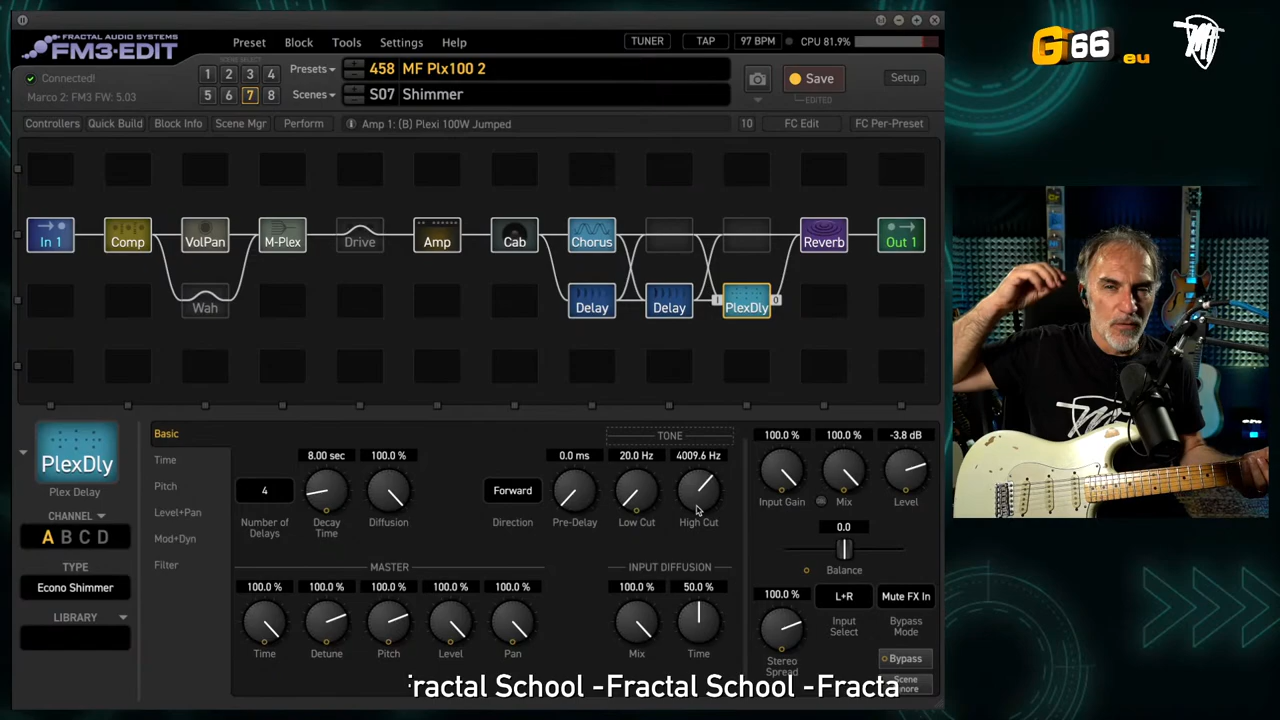 FRACTAL AUDIO SYSTEMS
FM3-EDIT
Preset Block Tools Settings Help
TUNER TAP 97 BPM CPU 81.9%
G66 eu
Connected!
Marco 2: FM3 FW: 5.03
SCENE SELECT
1 2 3 4
5 6 7 8
Presets 458 MF Plx100 2
Scenes S07 Shimmer
Save
EDITED
Setup
Controllers Quick Build Block Info Scene Mgr Perform Amp 1: (B) Plexi 100W Jumped 10 FC Edit FC Per-Preset
In 1 Comp VolPan M-Plex Drive Amp Cab Chorus Reverb Out 1
Wah Delay Delay I PlexDly O
PlexDly
Plex Delay
CHANNEL
A B C D
TYPE
Econo Shimmer
LIBRARY
Basic
Time
Pitch
Level+Pan
Mod+Dyn
Filter
TONE
8.00 sec 100.0 % 0.0 ms 20.0 Hz 4009.6 Hz
4 Forward
Number of Delays Decay Time Diffusion Direction Pre-Delay Low Cut High Cut
MASTER INPUT DIFFUSION
100.0 % 100.0 % 100.0 % 100.0 % 100.0 % 100.0 % 50.0 %
Time Detune Pitch Level Pan Mix Time
100.0 % 100.0 % -3.8 dB
Input Gain Mix Level
0.0
Balance
100.0 % L+R Mute FX In
Stereo Spread Input Select Bypass Mode
Bypass
Scene Ignore
Fractal School -Fractal School -Fracta